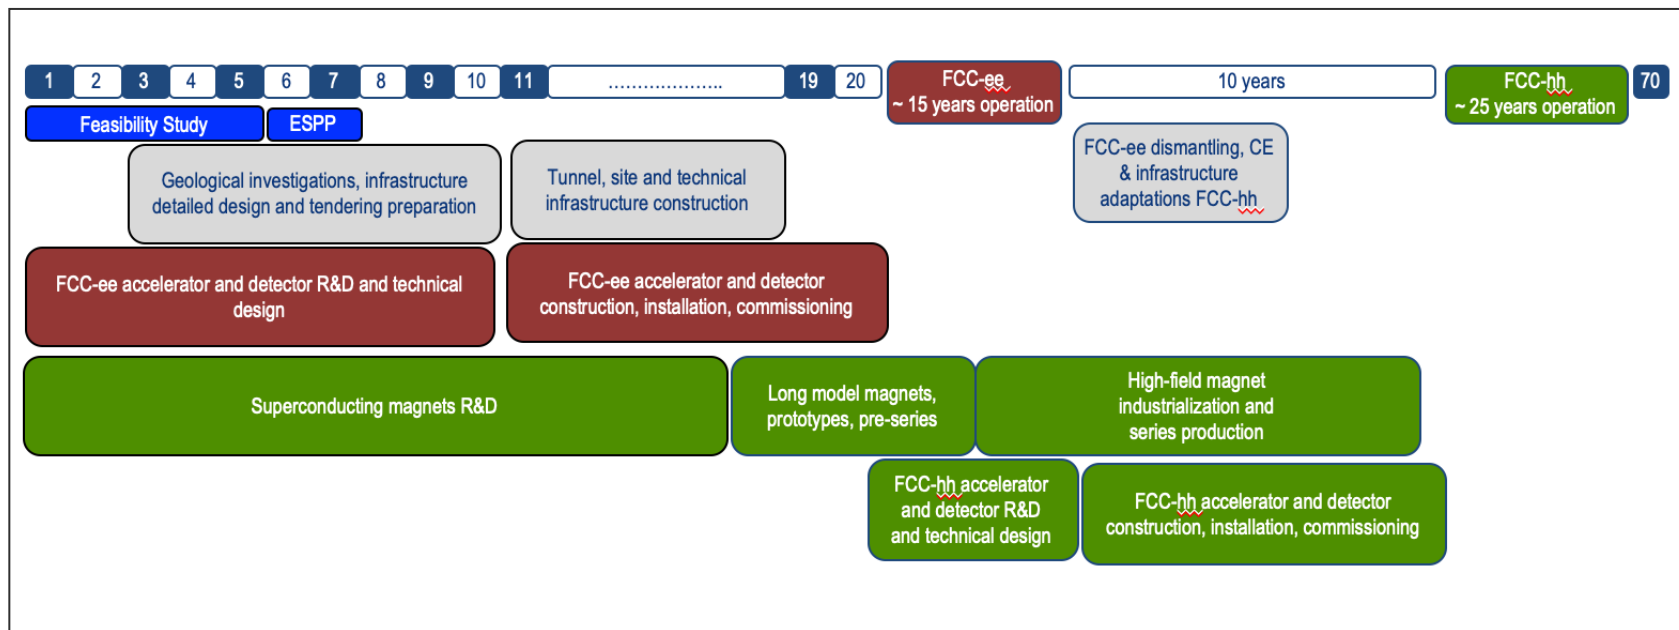 1 2 3 4 5 6 7 8 9 10 11 ……………….. 19 20 FCC-ee 10 years FCC-hh 70
~ 15 years operation
~ 25 years operation
Feasibility Study
ESPP
Geological investigations, infrastructure
detailed design and tendering preparation
Tunnel, site and technical
infrastructure construction
FCC-ee dismantling, CE
& infrastructure
adaptations FCC-hh
FCC-ee accelerator and detector R&D and technical
design
FCC-ee accelerator and detector
construction, installation, commissioning
Superconducting magnets R&D
Long model magnets,
prototypes, pre-series
High-field magnet
industrialization and
series production
FCC-hh accelerator
and detector R&D
and technical design
FCC-hh accelerator and detector
construction, installation, commissioning